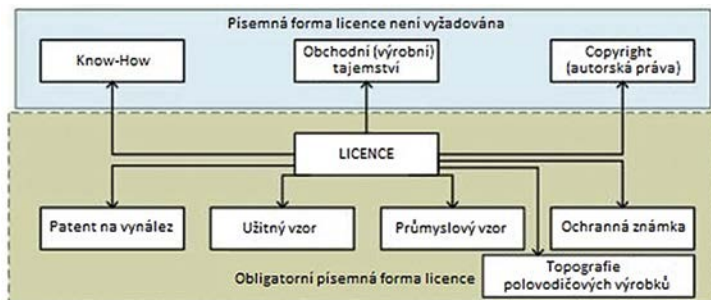 Písemná forma licence není vyžadována
Know-How
Obchodní (výrobní)
tajemství
Copyright
(autorská práva)
LICENCE
Patent na vynález
Užitný vzor
Průmyslový vzor
Ochranná známka
Obligatorní písemná forma licence
Topografie
polovodičových výrobků